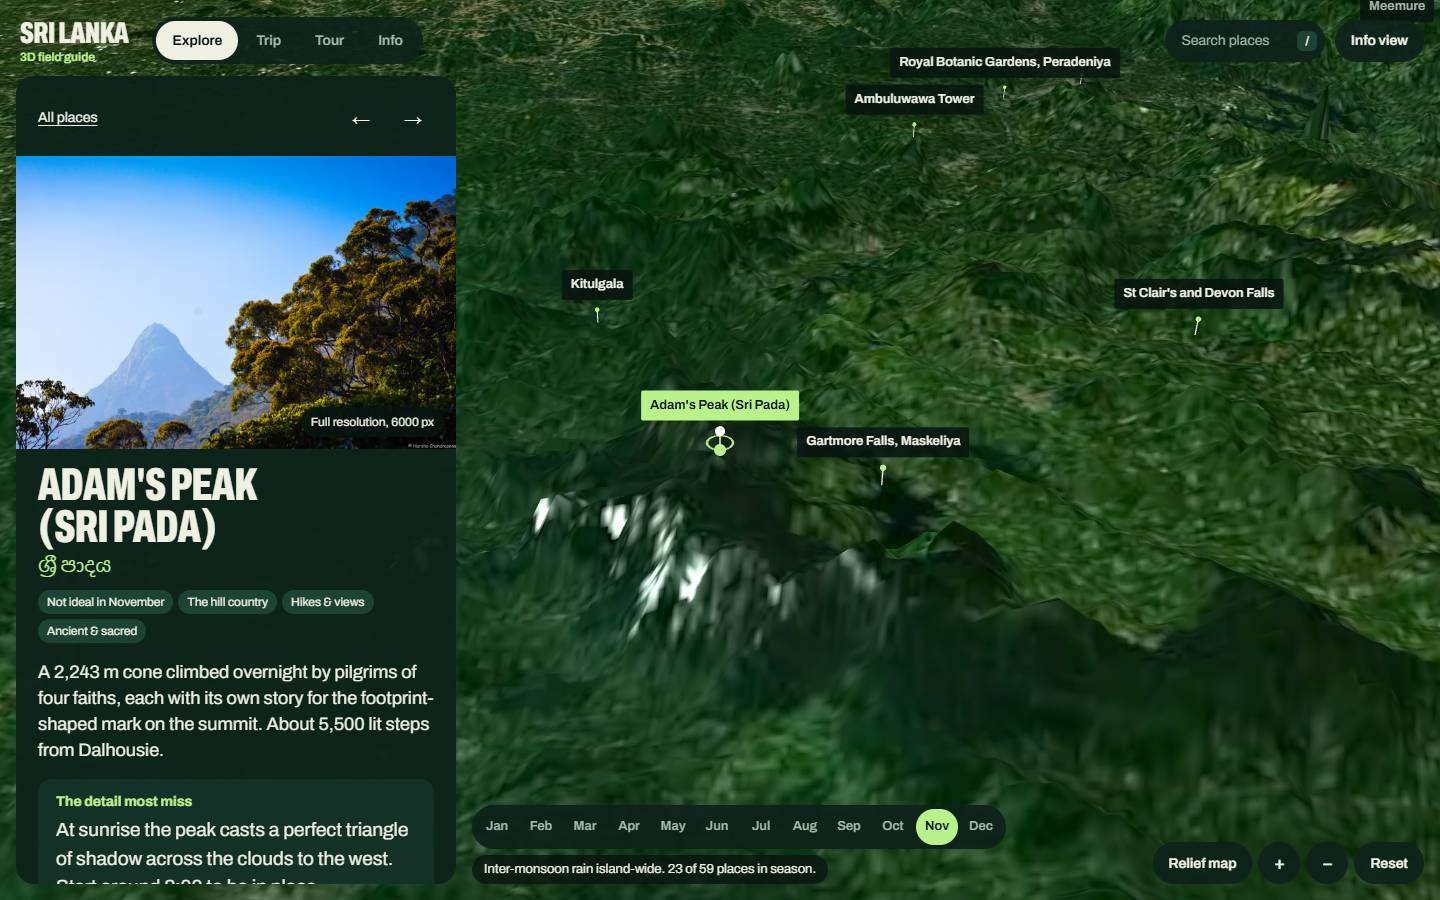 SRI LANKA
3D field guide
Explore
Trip
Tour
Info
Search places
/
Info view
Meemure
Royal Botanic Gardens, Peradeniya
Ambuluwawa Tower
All places
← →
Kitulgala
St Clair's and Devon Falls
Adam's Peak (Sri Pada)
Gartmore Falls, Maskeliya
Full resolution, 6000 px
ADAM'S PEAK
(SRI PADA)
ශ්‍රී පාදය
Not ideal in November
The hill country
Hikes & views
Ancient & sacred
A 2,243 m cone climbed overnight by pilgrims of
four faiths, each with its own story for the footprint-
shaped mark on the summit. About 5,500 lit steps
from Dalhousie.
The detail most miss
At sunrise the peak casts a perfect triangle
of shadow across the clouds to the west.
Jan
Feb
Mar
Apr
May
Jun
Jul
Aug
Sep
Oct
Nov
Dec
Inter-monsoon rain island-wide. 23 of 59 places in season.
Relief map
+
−
Reset